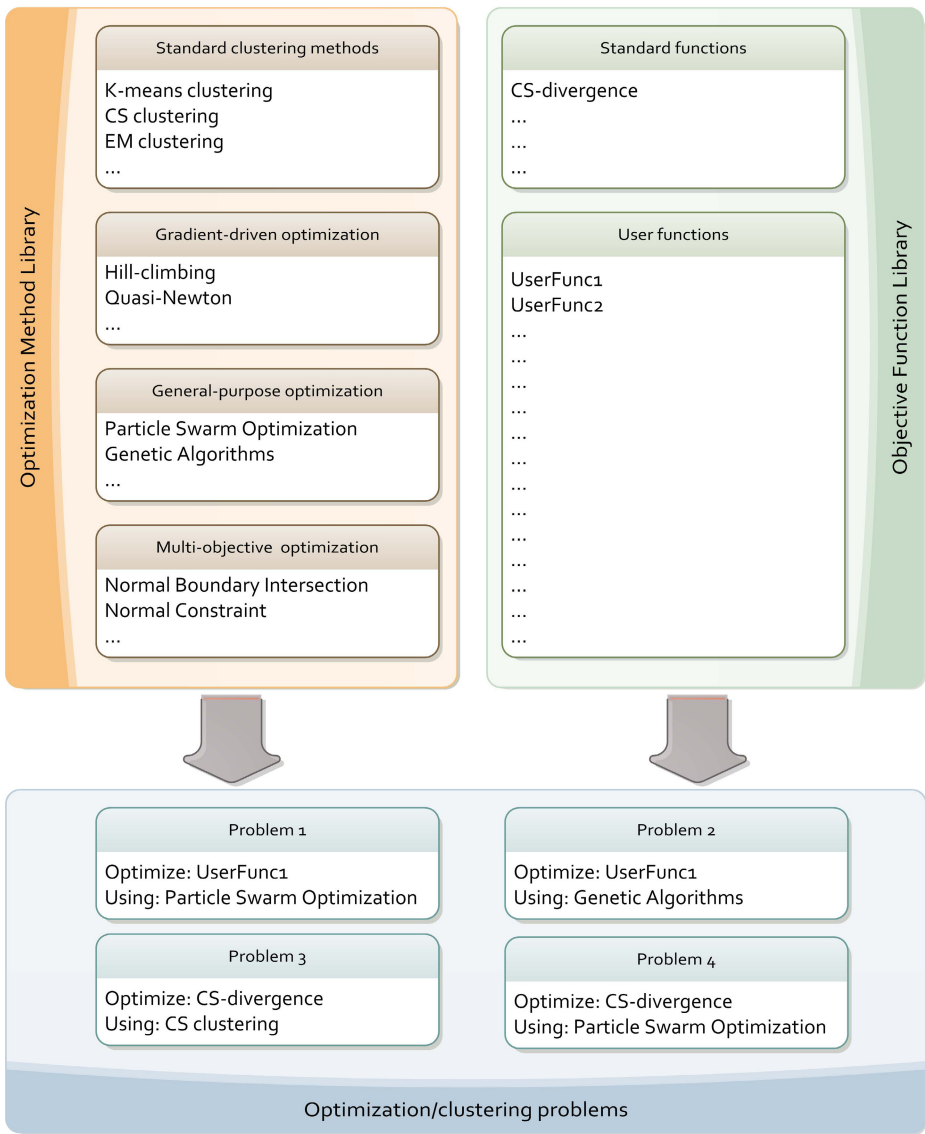 Optimization Method Library
Standard clustering methods
K-means clustering
CS clustering
EM clustering
...
Gradient-driven optimization
Hill-climbing
Quasi-Newton
...
General-purpose optimization
Particle Swarm Optimization
Genetic Algorithms
...
Multi-objective optimization
Normal Boundary Intersection
Normal Constraint
...
Objective Function Library
Standard functions
CS-divergence
...
...
...
User functions
UserFunc1
UserFunc2
...
...
...
...
...
...
...
...
...
...
...
...
...
Problem 1
Optimize: UserFunc1
Using: Particle Swarm Optimization
Problem 2
Optimize: UserFunc1
Using: Genetic Algorithms
Problem 3
Optimize: CS-divergence
Using: CS clustering
Problem 4
Optimize: CS-divergence
Using: Particle Swarm Optimization
Optimization/clustering problems